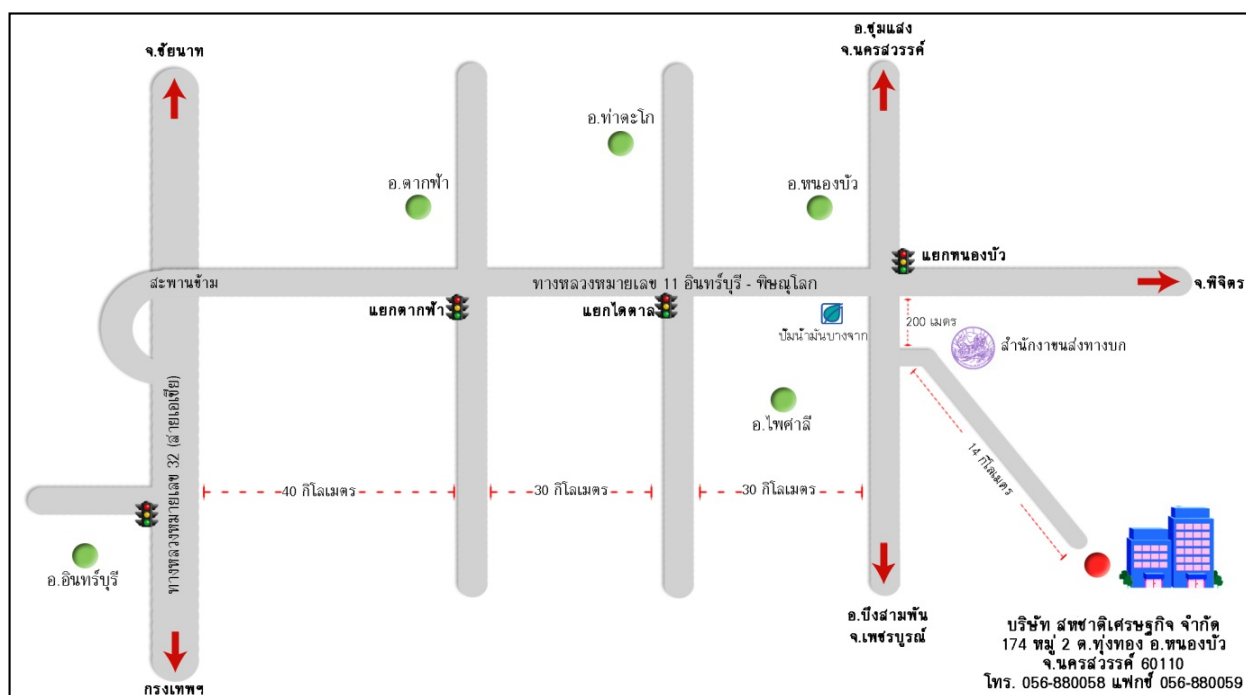 จ.ชัยนาท
อ.ชุมแสง
จ.นครสวรรค์
อ.ท่าตะโก
อ.ตากฟ้า
อ.หนองบัว
แยกหนองบัว
สะพานข้าม
ทางหลวงหมายเลข 11 อินทร์บุรี - พิษณุโลก
จ.พิจิตร
แยกตากฟ้า
แยกไดตาล
ปั๊มน้ำมันบางจาก
200 เมตร
สำนักงาขนส่งทางบก
อ.ไพศาลี
14 กิโลเมตร
ทางหลวงหมายเลข 32 (สายเอเชีย)
40 กิโลเมตร
30 กิโลเมตร
30 กิโลเมตร
อ.อินทร์บุรี
อ.บึงสามพัน
จ.เพชรบูรณ์
กรุงเทพฯ
บริษัท สหชาติเศรษฐกิจ จำกัด
174 หมู่ 2 ต.ทุ่งทอง อ.หนองบัว
จ.นครสวรรค์ 60110
โทร. 056-880058 แฟกซ์ 056-880059